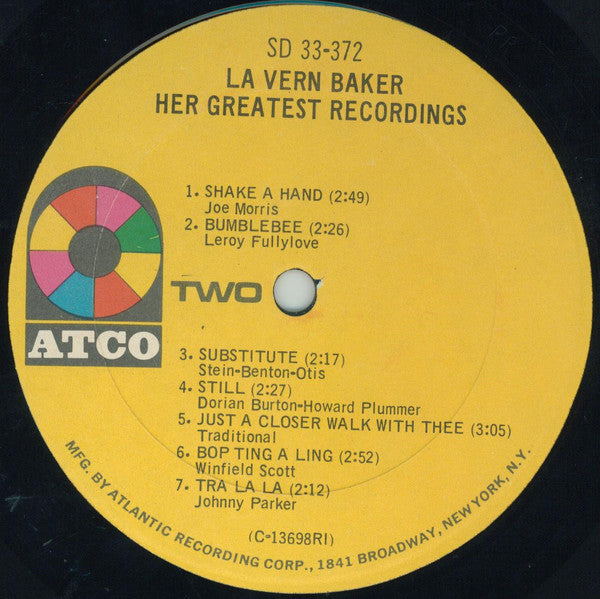 SD 33-372
LA VERN BAKER
HER GREATEST RECORDINGS
1. SHAKE A HAND (2:49)
Joe Morris
2. BUMBLEBEE (2:26)
Leroy Fullylove
TWO
ATCO
3. SUBSTITUTE (2:17)
Stein-Benton-Otis
4. STILL (2:27)
Dorian Burton-Howard Plummer
5. JUST A CLOSER WALK WITH THEE (3:05)
Traditional
6. BOP TING A LING (2:52)
Winfield Scott
7. TRA LA LA (2:12)
Johnny Parker
(C-13698RI)
MFG. BY ATLANTIC RECORDING CORP., 1841 BROADWAY, NEW YORK, N.Y.